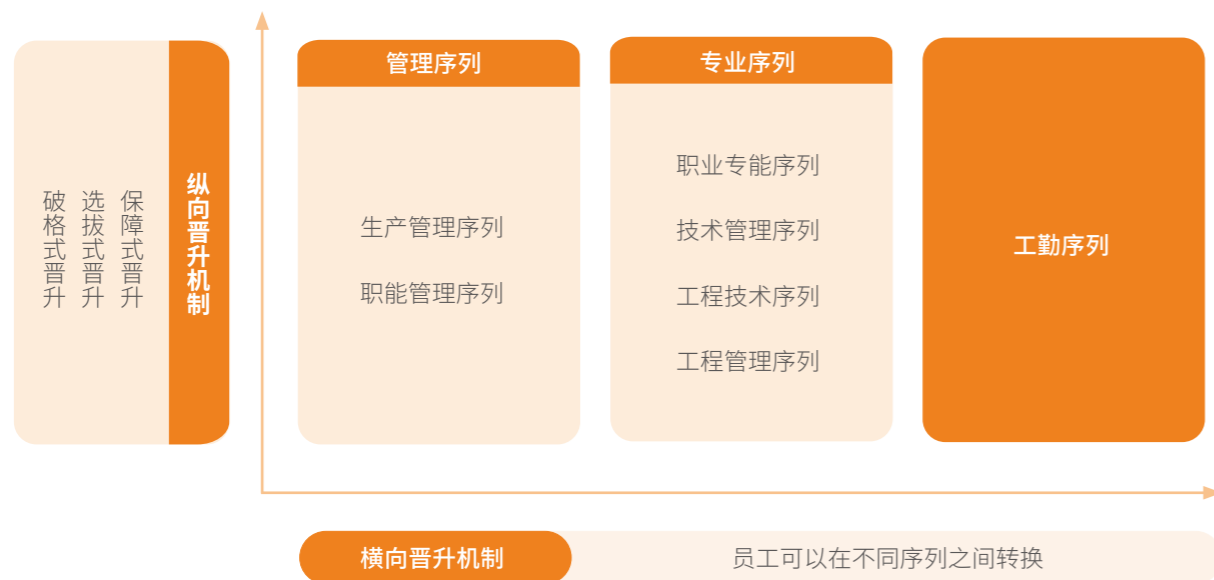 破格式晋升
选拔式晋升
保障式晋升
纵向晋升机制
管理序列
生产管理序列
职能管理序列
专业序列
职业专能序列
技术管理序列
工程技术序列
工程管理序列
工勤序列
横向晋升机制
员工可以在不同序列之间转换